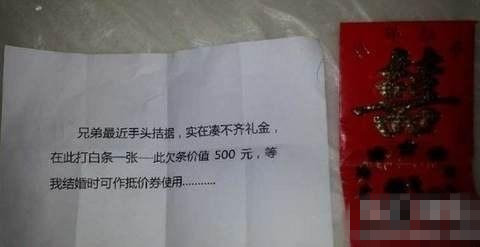 兄弟最近手头拮据，实在凑不齐礼金，
在此打白条一张——此欠条价值 500 元，等
我结婚时可作抵价券使用...........
囍